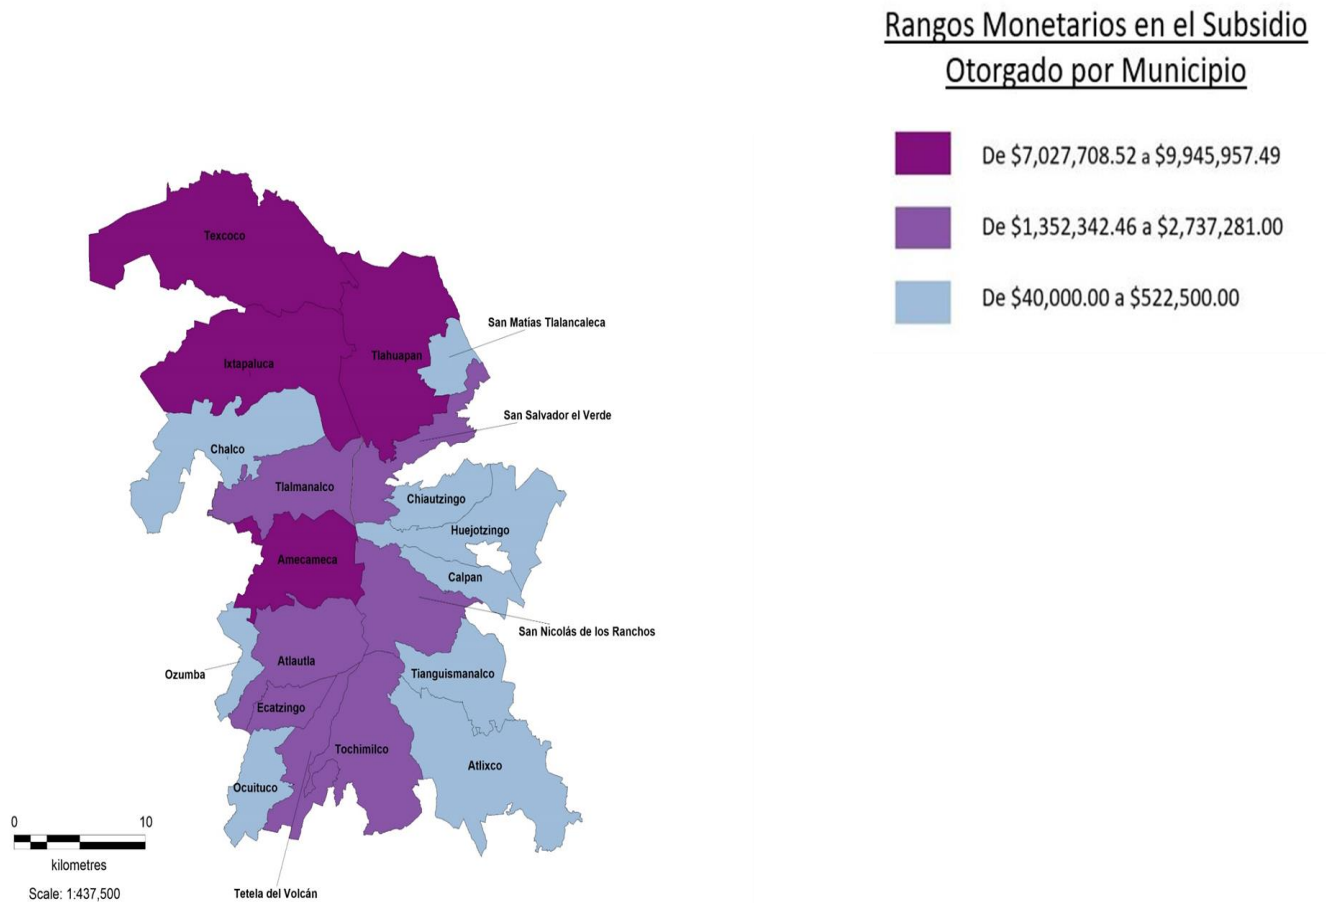 Rangos Monetarios en el Subsidio
Otorgado por Municipio
De $7,027,708.52 a $9,945,957.49
De $1,352,342.46 a $2,737,281.00
De $40,000.00 a $522,500.00
Texcoco
San Matías Tlalancaleca
Tlahuapan
Ixtapaluca
San Salvador el Verde
Chalco
Tlalmanalco
Chiautzingo
Huejotzingo
Amecameca
Calpan
San Nicolás de los Ranchos
Atlautla
Ozumba
Tianguismanalco
Ecatzingo
Tochimilco
Atlixco
Ocuituco
Tetela del Volcán
0 10
kilometres
Scale: 1:437,500